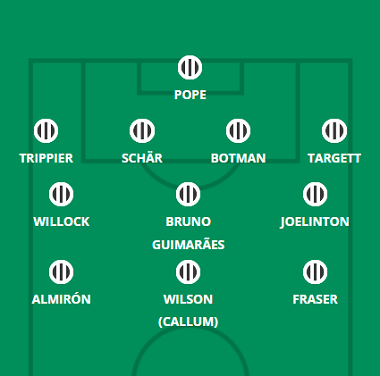 POPE
TRIPPIER SCHÄR BOTMAN TARGETT
WILLOCK BRUNO GUIMARÃES JOELINTON
ALMIRÓN WILSON (CALLUM) FRASER